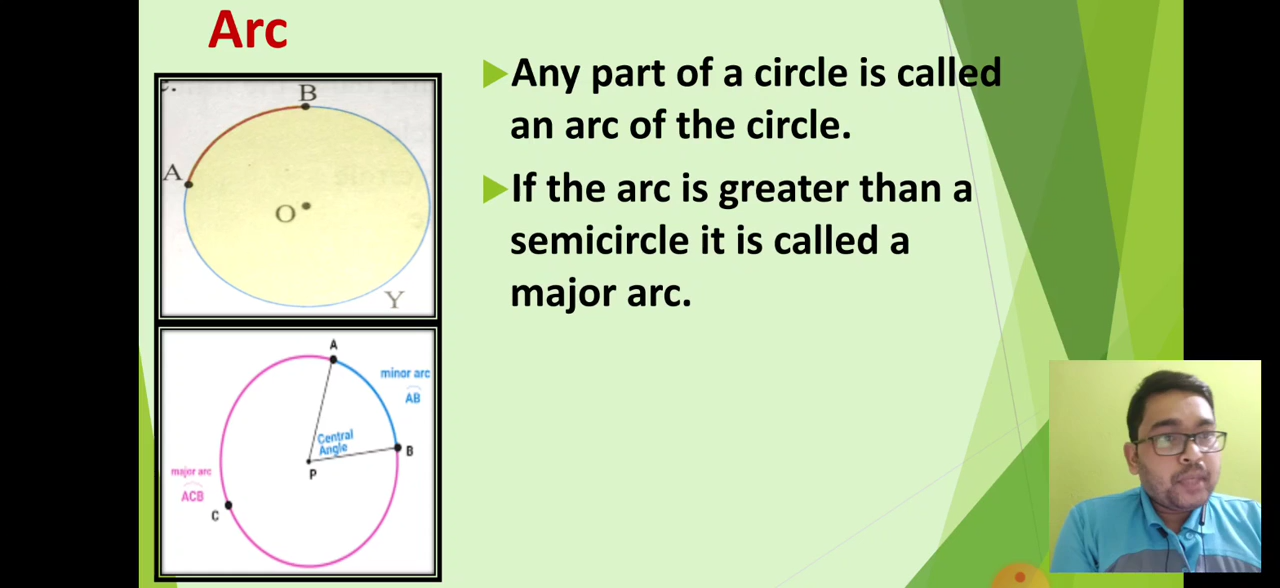 Arc
c.
B
A
O
Y
Any part of a circle is called
an arc of the circle.
If the arc is greater than a
semicircle it is called a
major arc.
A
minor arc
AB
Central
Angle
B
P
major arc
ACB
C